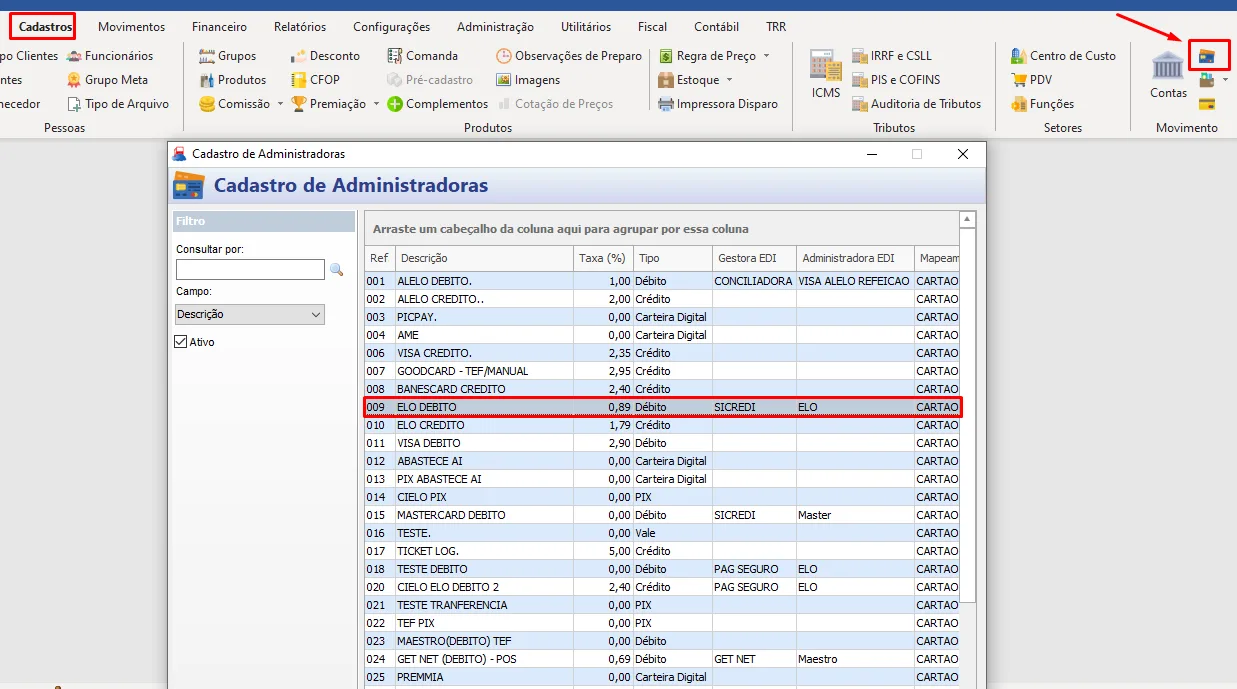 Cadastros Movimentos Financeiro Relatórios Configurações Administração Utilitários Fiscal Contábil TRR
po Clientes Funcionários Grupos Desconto Comanda Observações de Preparo Regra de Preço IRRF e CSLL Centro de Custo
ntes Grupo Meta Produtos CFOP Pré-cadastro Imagens Estoque PIS e COFINS PDV
necedor Tipo de Arquivo Comissão Premiação Complementos Cotação de Preços Impressora Disparo ICMS Auditoria de Tributos Funções Contas
Pessoas Produtos Tributos Setores Movimento
Cadastro de Administradoras
Cadastro de Administradoras
Filtro
Consultar por:
Campo:
Descrição
Ativo
Arraste um cabeçalho da coluna aqui para agrupar por essa coluna
Ref Descrição Taxa (%) Tipo Gestora EDI Administradora EDI Mapeam
001 ALELO DEBITO. 1,00 Débito CONCILIADORA VISA ALELO REFEICAO CARTAO
002 ALELO CREDITO.. 2,00 Crédito CARTAO
003 PICPAY. 0,00 Carteira Digital CARTAO
004 AME 0,00 Carteira Digital CARTAO
006 VISA CREDITO. 2,35 Crédito CARTAO
007 GOODCARD - TEF/MANUAL 2,95 Crédito CARTAO
008 BANESCARD CREDITO 2,40 Crédito CARTAO
009 ELO DEBITO 0,89 Débito SICREDI ELO CARTAO
010 ELO CREDITO 1,79 Crédito CARTAO
011 VISA DEBITO 2,90 Débito CARTAO
012 ABASTECE AI 0,00 Carteira Digital CARTAO
013 PIX ABASTECE AI 0,00 Carteira Digital CARTAO
014 CIELO PIX 0,00 PIX CARTAO
015 MASTERCARD DEBITO 0,00 Débito SICREDI Master CARTAO
016 TESTE. 0,00 Vale CARTAO
017 TICKET LOG. 5,00 Crédito CARTAO
018 TESTE DEBITO 0,00 Débito PAG SEGURO ELO CARTAO
020 CIELO ELO DEBITO 2 2,40 Crédito PAG SEGURO ELO CARTAO
021 TESTE TRANFERENCIA 0,00 PIX CARTAO
022 TEF PIX 0,00 PIX CARTAO
023 MAESTRO(DEBITO) TEF 0,00 Débito CARTAO
024 GET NET (DEBITO) - POS 0,69 Débito GET NET Maestro CARTAO
025 PREMMIA 0,00 Carteira Digital CARTAO